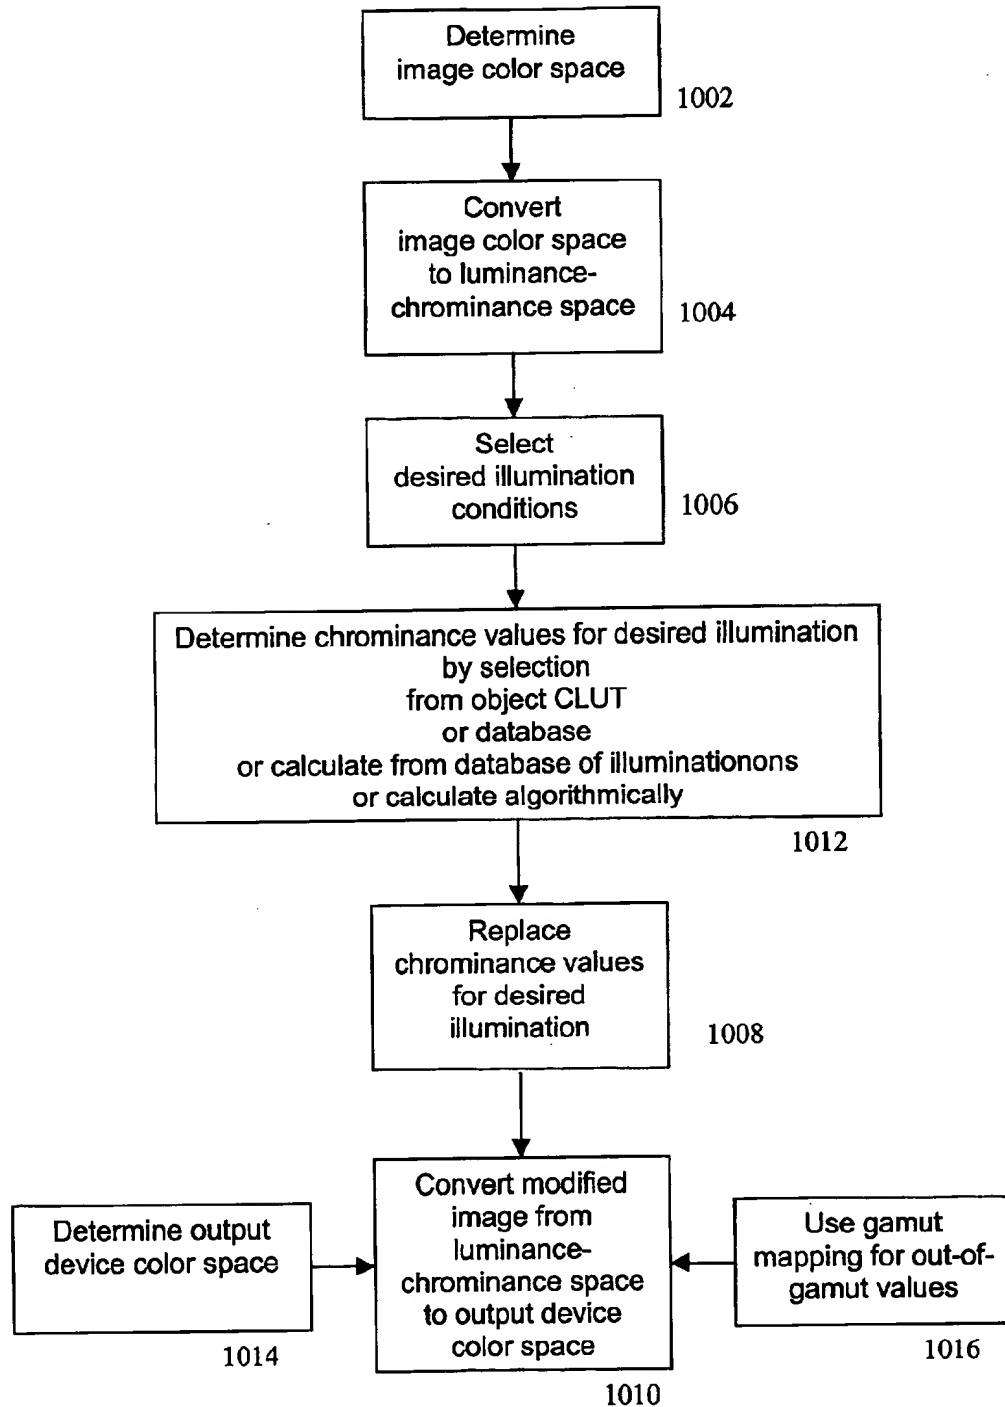 Determine
image color space
1002
Convert
image color space
to luminance-
chrominance space
1004
Select
desired illumination
conditions
1006
Determine chrominance values for desired illumination
by selection
from object CLUT
or database
or calculate from database of illuminationons
or calculate algorithmically
1012
Replace
chrominance values
for desired
illumination
1008
Determine output
device color space
1014
Convert modified
image from
luminance-
chrominance space
to output device
color space
1010
Use gamut
mapping for out-of-
gamut values
1016